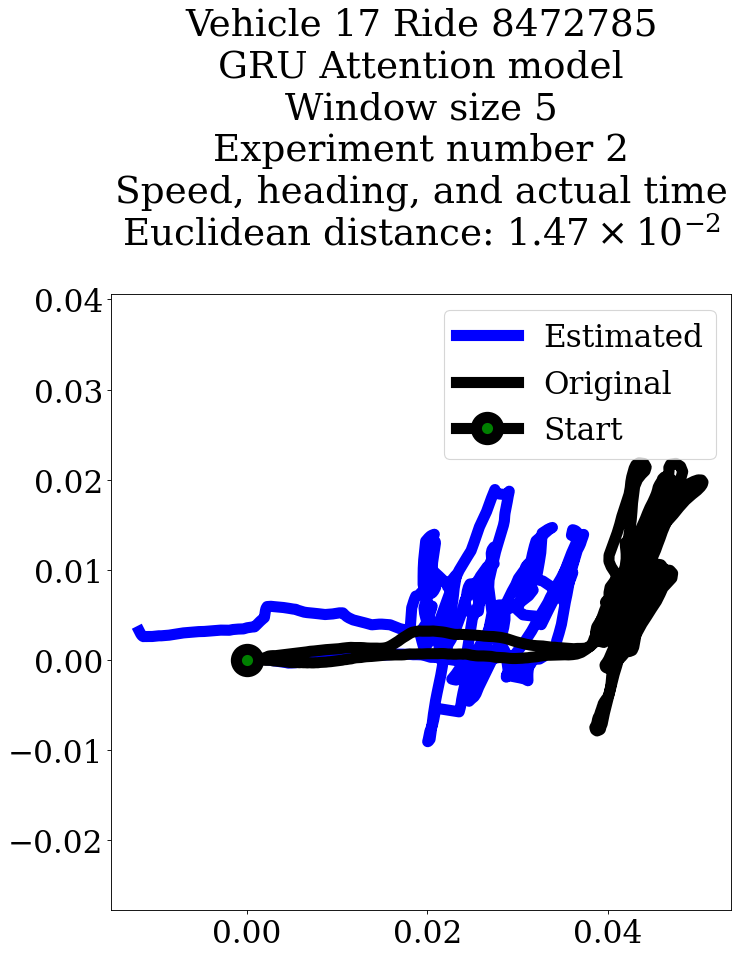 Vehicle 17 Ride 8472785
GRU Attention model
Window size 5
Experiment number 2
Speed, heading, and actual time
Euclidean distance: 1.47 × 10⁻²
0.04
0.03
0.02
0.01
0.00
−0.01
−0.02
Estimated
Original
Start
0.00 0.02 0.04